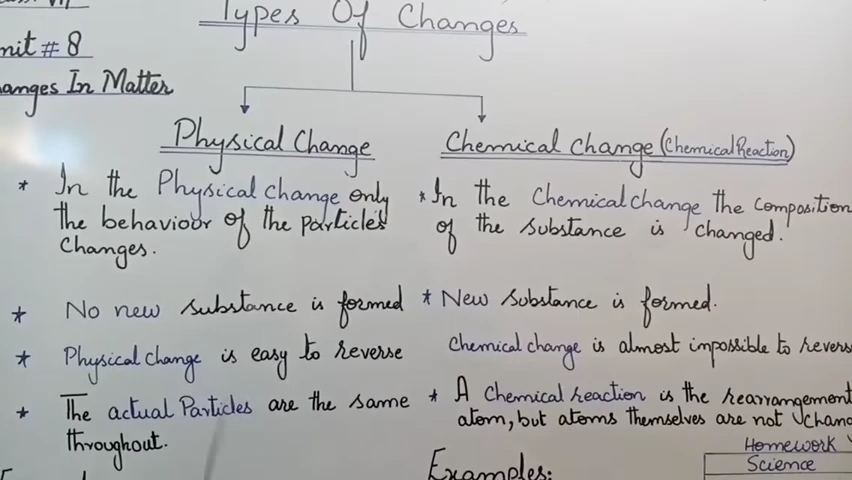 Types Of Changes
Unit # 8
Changes In Matter
Physical Change
* In the Physical change only
the behaviour of the particles
changes.
* No new substance is formed
* Physical change is easy to reverse
* The actual Particles are the same
throughout.
Chemical change (Chemical Reaction)
* In the Chemical change the composition
of the substance is changed.
* New substance is formed.
Chemical change is almost impossible to revers
* A Chemical reaction is the rearrangement
atom, but atoms themselves are not chang
Examples:
Homework
Science